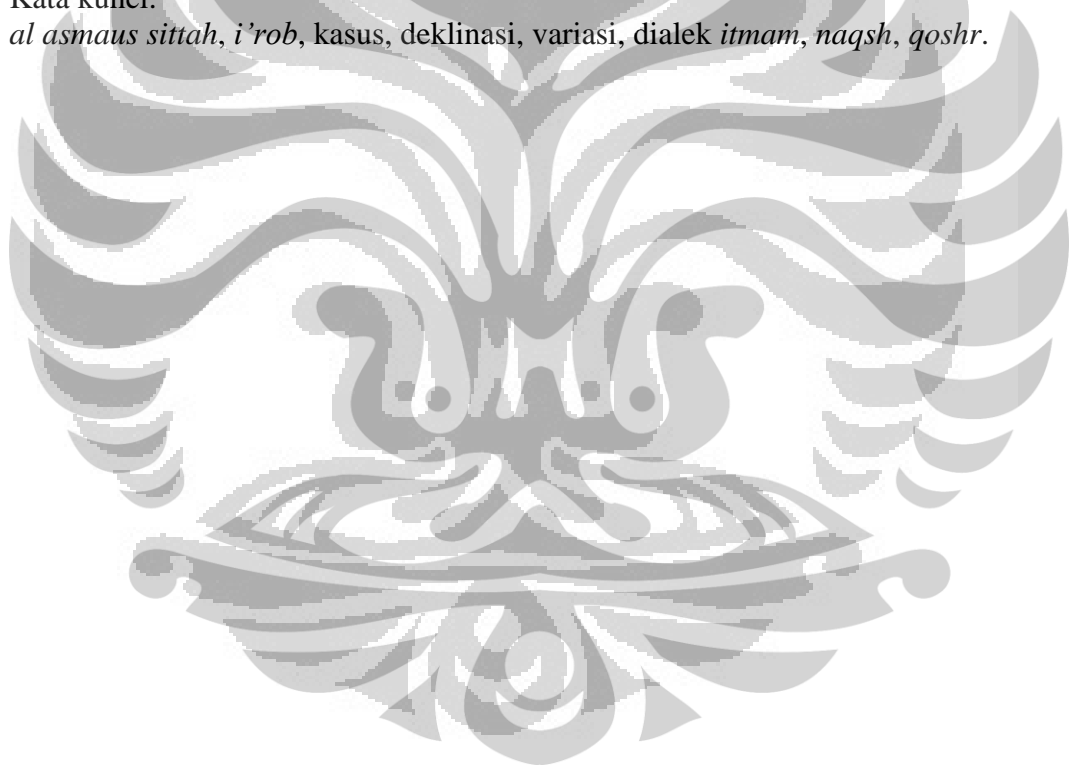 Kata kunci:
al asmaus sittah, i’rob, kasus, deklinasi, variasi, dialek itmam, naqsh, qoshr.